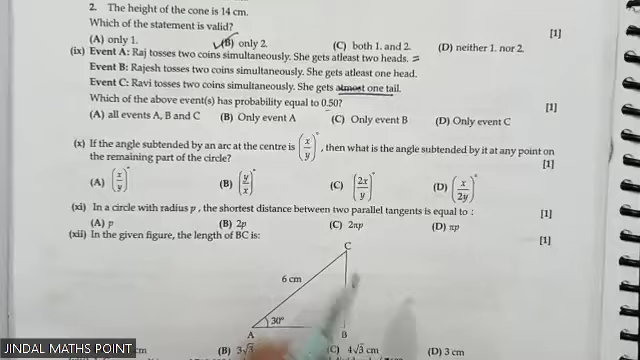 2. The height of the cone is 14 cm.
Which of the statement is valid?
[1]
(A) only 1. (B) only 2. (C) both 1. and 2. (D) neither 1. nor 2.
(ix) Event A: Raj tosses two coins simultaneously. She gets atleast two heads.
Event B: Rajesh tosses two coins simultaneously. She gets atleast one head.
Event C: Ravi tosses two coins simultaneously. She gets atmost one tail.
Which of the above event(s) has probability equal to 0.50? [1]
(A) all events A, B and C (B) Only event A (C) Only event B (D) Only event C
(x) If the angle subtended by an arc at the centre is (x/y)°, then what is the angle subtended by it at any point on
the remaining part of the circle? [1]
(A) (x/y)° (B) (y/x)° (C) (2x/y)° (D) (x/2y)°
(xi) In a circle with radius p, the shortest distance between two parallel tangents is equal to : [1]
(A) p (B) 2p (C) 2πp (D) πp
(xii) In the given figure, the length of BC is: [1]
C
6 cm
30°
A B
cm (B) 3√3 (C) 4√3 cm (D) 3 cm
JINDAL MATHS POINT